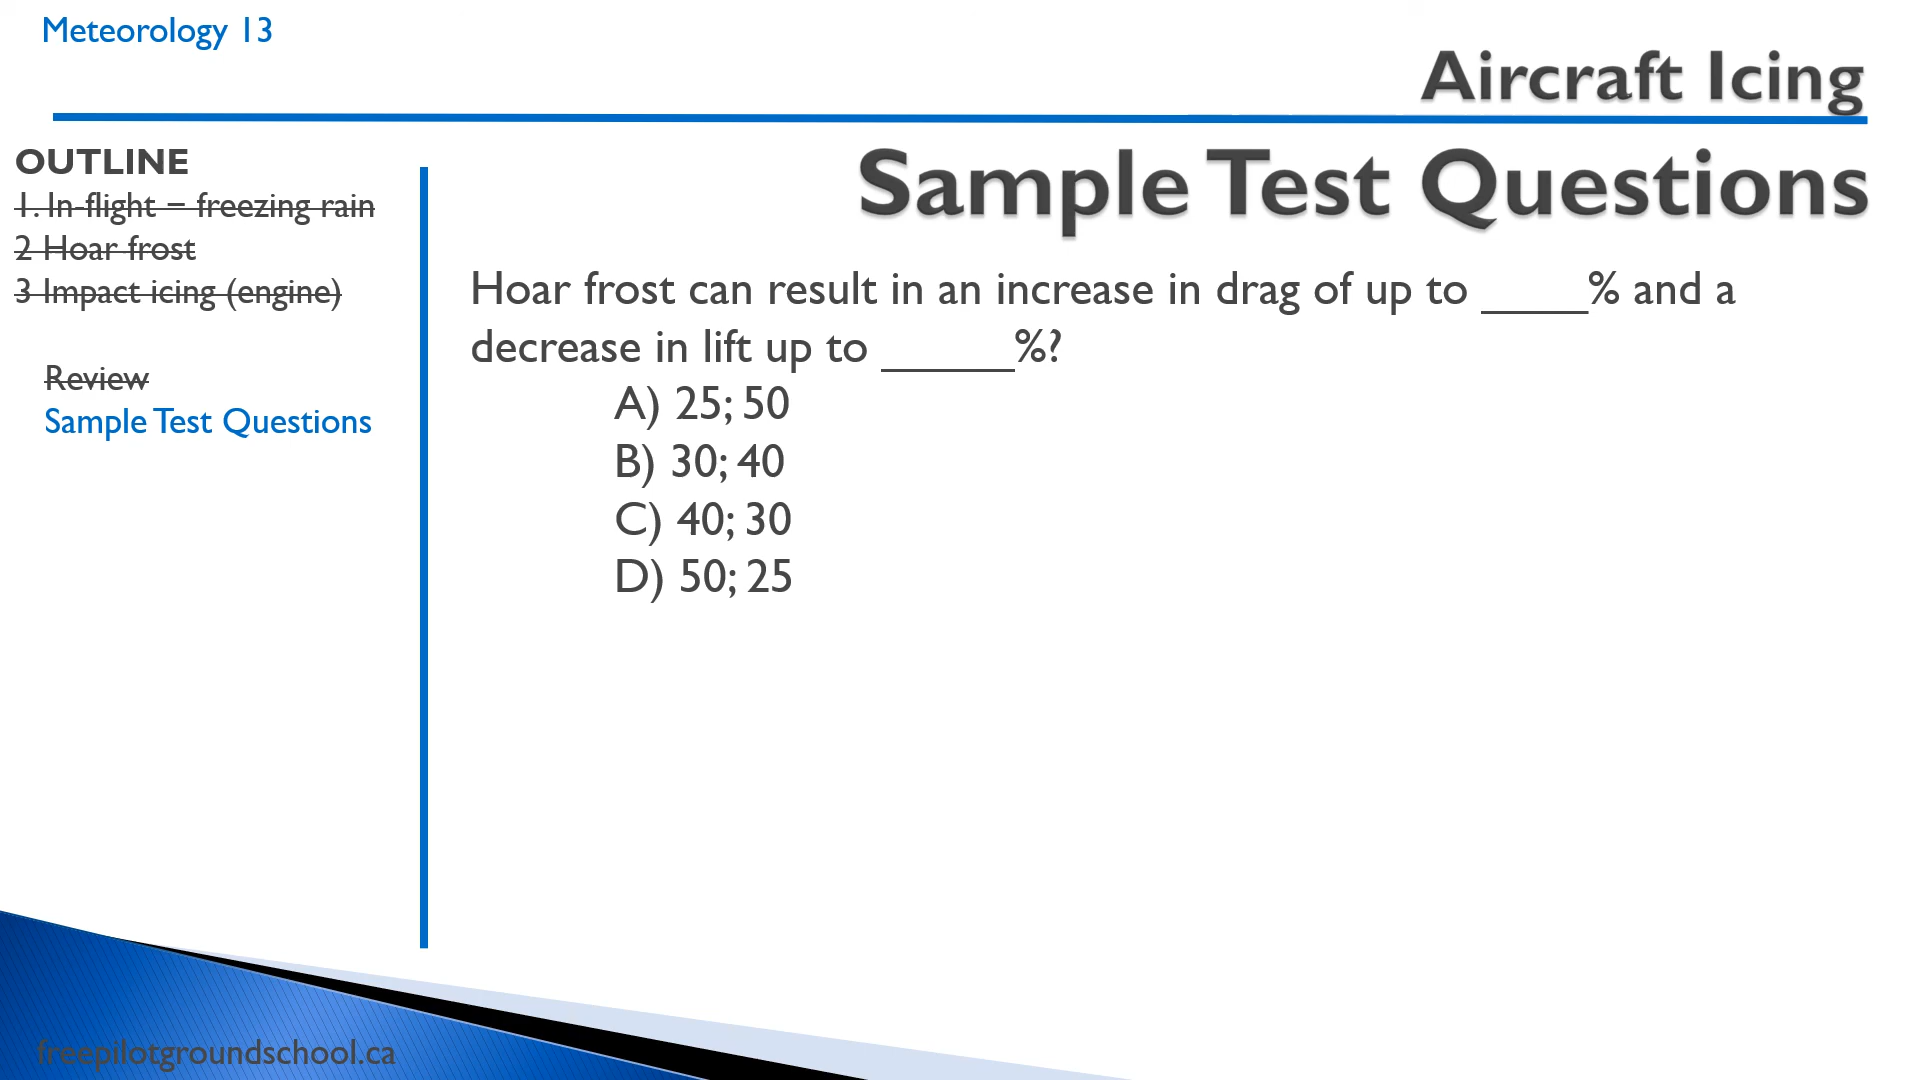 Meteorology 13
Aircraft Icing
OUTLINE
1. In-flight – freezing rain
2 Hoar frost
3 Impact icing (engine)
Review
Sample Test Questions
Sample Test Questions
Hoar frost can result in an increase in drag of up to ____% and a
decrease in lift up to _____%?
A) 25; 50
B) 30; 40
C) 40; 30
D) 50; 25
freepilotgroundschool.ca